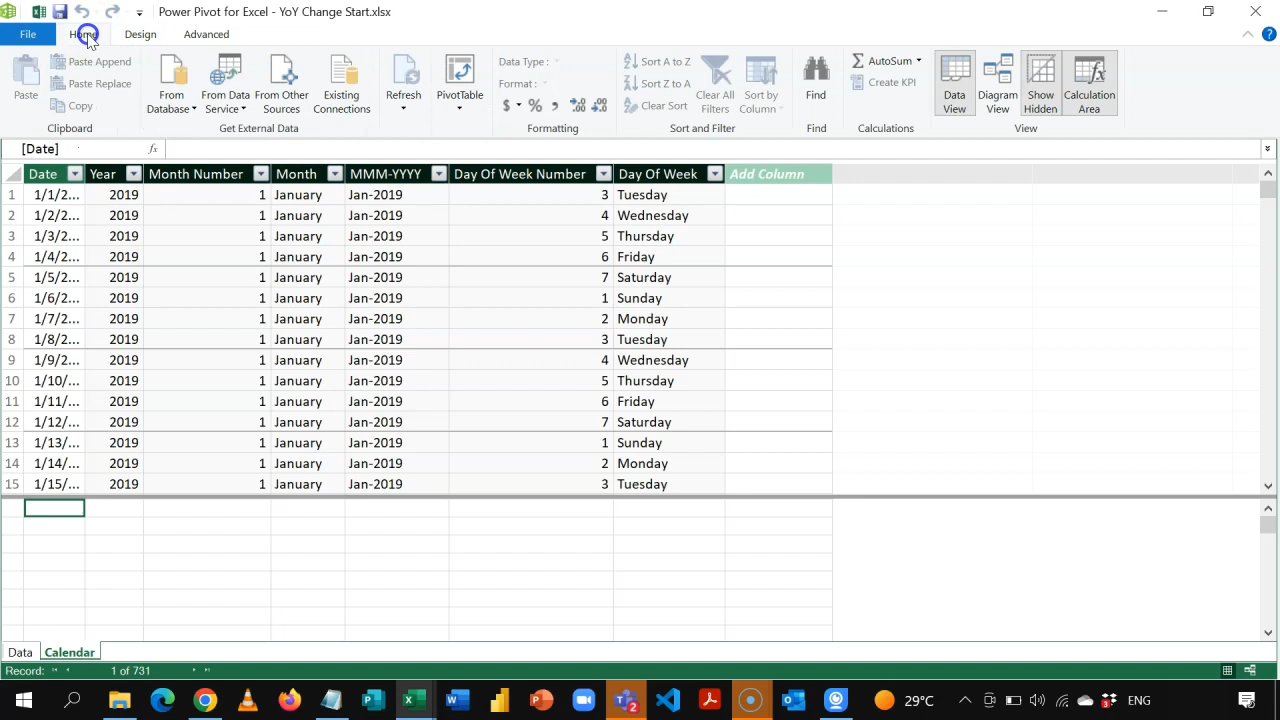 Power Pivot for Excel - YoY Change Start.xlsx
File Home Design Advanced
Paste
Paste Append
Paste Replace
Copy
Clipboard
From Database
From Data Service
From Other Sources
Existing Connections
Get External Data
Refresh
PivotTable
Data Type :
Format :
$ % ,
Formatting
Sort A to Z
Sort Z to A
Clear Sort
Clear All Filters
Sort by Column
Sort and Filter
Find
Find
AutoSum
Create KPI
Calculations
Data View
Diagram View
Show Hidden
Calculation Area
View
[Date] fx
Date Year Month Number Month MMM-YYYY Day Of Week Number Day Of Week Add Column
1 1/1/2... 2019 1 January Jan-2019 3 Tuesday
2 1/2/2... 2019 1 January Jan-2019 4 Wednesday
3 1/3/2... 2019 1 January Jan-2019 5 Thursday
4 1/4/2... 2019 1 January Jan-2019 6 Friday
5 1/5/2... 2019 1 January Jan-2019 7 Saturday
6 1/6/2... 2019 1 January Jan-2019 1 Sunday
7 1/7/2... 2019 1 January Jan-2019 2 Monday
8 1/8/2... 2019 1 January Jan-2019 3 Tuesday
9 1/9/2... 2019 1 January Jan-2019 4 Wednesday
10 1/10/... 2019 1 January Jan-2019 5 Thursday
11 1/11/... 2019 1 January Jan-2019 6 Friday
12 1/12/... 2019 1 January Jan-2019 7 Saturday
13 1/13/... 2019 1 January Jan-2019 1 Sunday
14 1/14/... 2019 1 January Jan-2019 2 Monday
15 1/15/... 2019 1 January Jan-2019 3 Tuesday
Data Calendar
Record: 1 of 731
29°C ENG